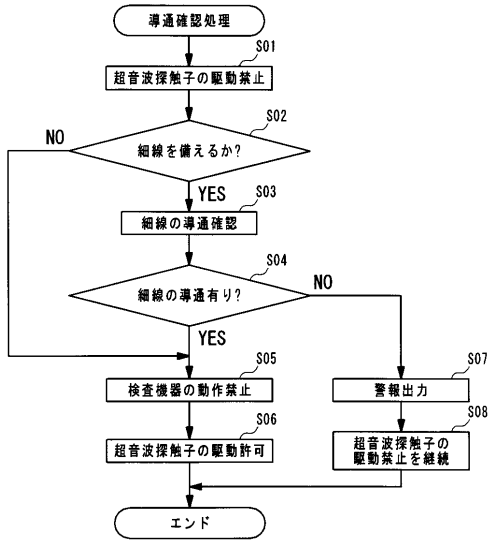 導通確認処理
S01
超音波探触子の駆動禁止
S02
細線を備えるか?
NO
YES
S03
細線の導通確認
S04
細線の導通有り?
NO
YES
S05
検査機器の動作禁止
S07
警報出力
S06
超音波探触子の駆動許可
S08
超音波探触子の
駆動禁止を継続
エンド